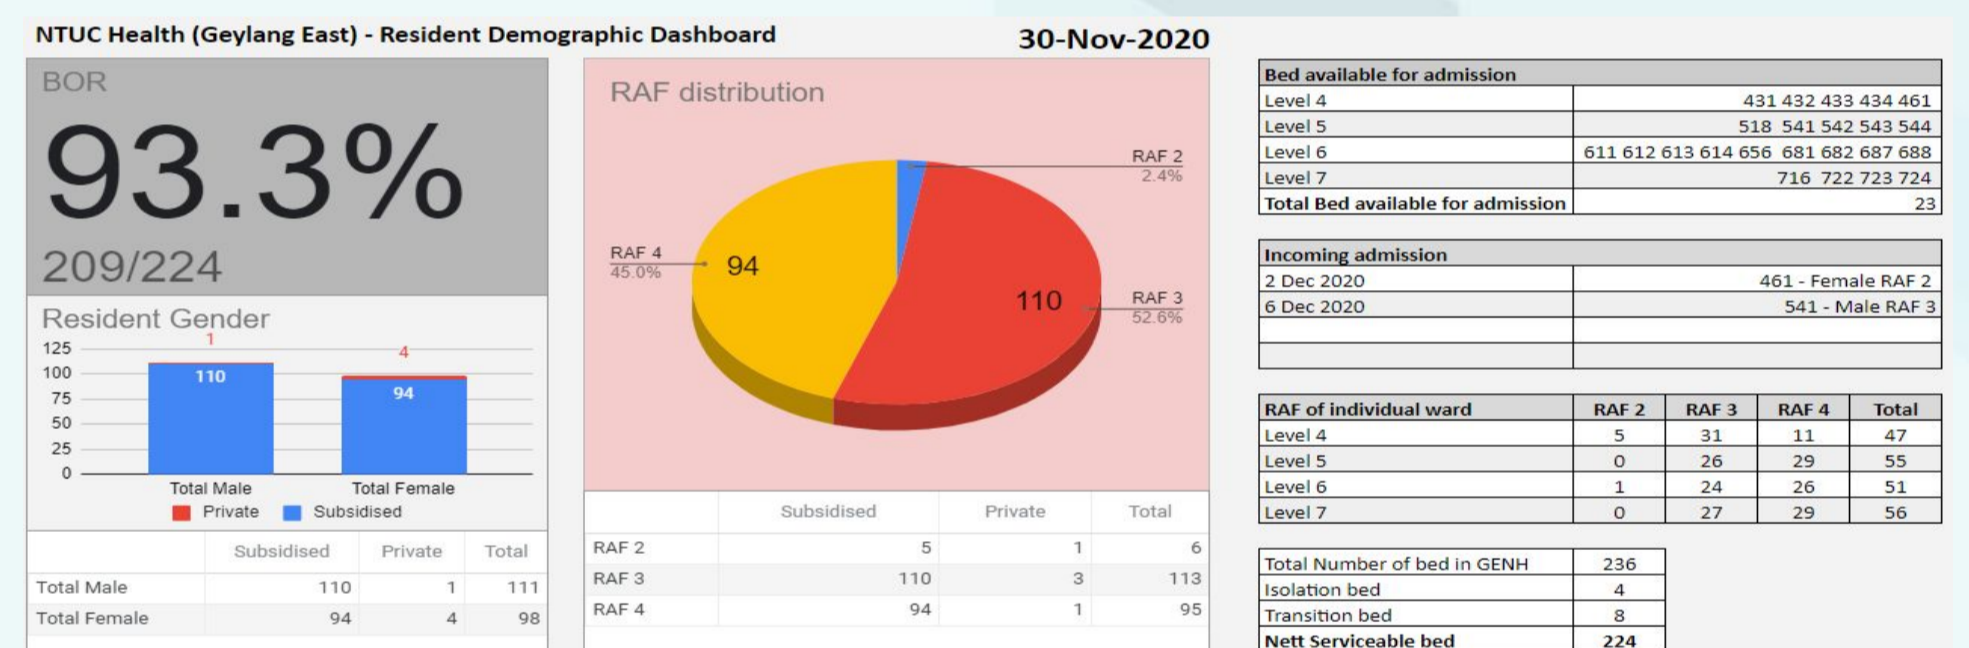 NTUC Health (Geylang East) - Resident Demographic Dashboard
30-Nov-2020
BOR
93.3%
209/224
Resident Gender
1
4
125
100
75
50
25
0
110
94
Total Male
Total Female
Private
Subsidised
Subsidised Private Total
Total Male 110 1 111
Total Female 94 4 98
RAF distribution
RAF 2
2.4%
RAF 4
45.0%
94
110
RAF 3
52.6%
Subsidised Private Total
RAF 2 5 1 6
RAF 3 110 3 113
RAF 4 94 1 95
Bed available for admission
Level 4 431 432 433 434 461
Level 5 518 541 542 543 544
Level 6 611 612 613 614 656 681 682 687 688
Level 7 716 722 723 724
Total Bed available for admission 23
Incoming admission
2 Dec 2020 461 - Female RAF 2
6 Dec 2020 541 - Male RAF 3
RAF of individual ward RAF 2 RAF 3 RAF 4 Total
Level 4 5 31 11 47
Level 5 0 26 29 55
Level 6 1 24 26 51
Level 7 0 27 29 56
Total Number of bed in GENH 236
Isolation bed 4
Transition bed 8
Nett Serviceable bed 224